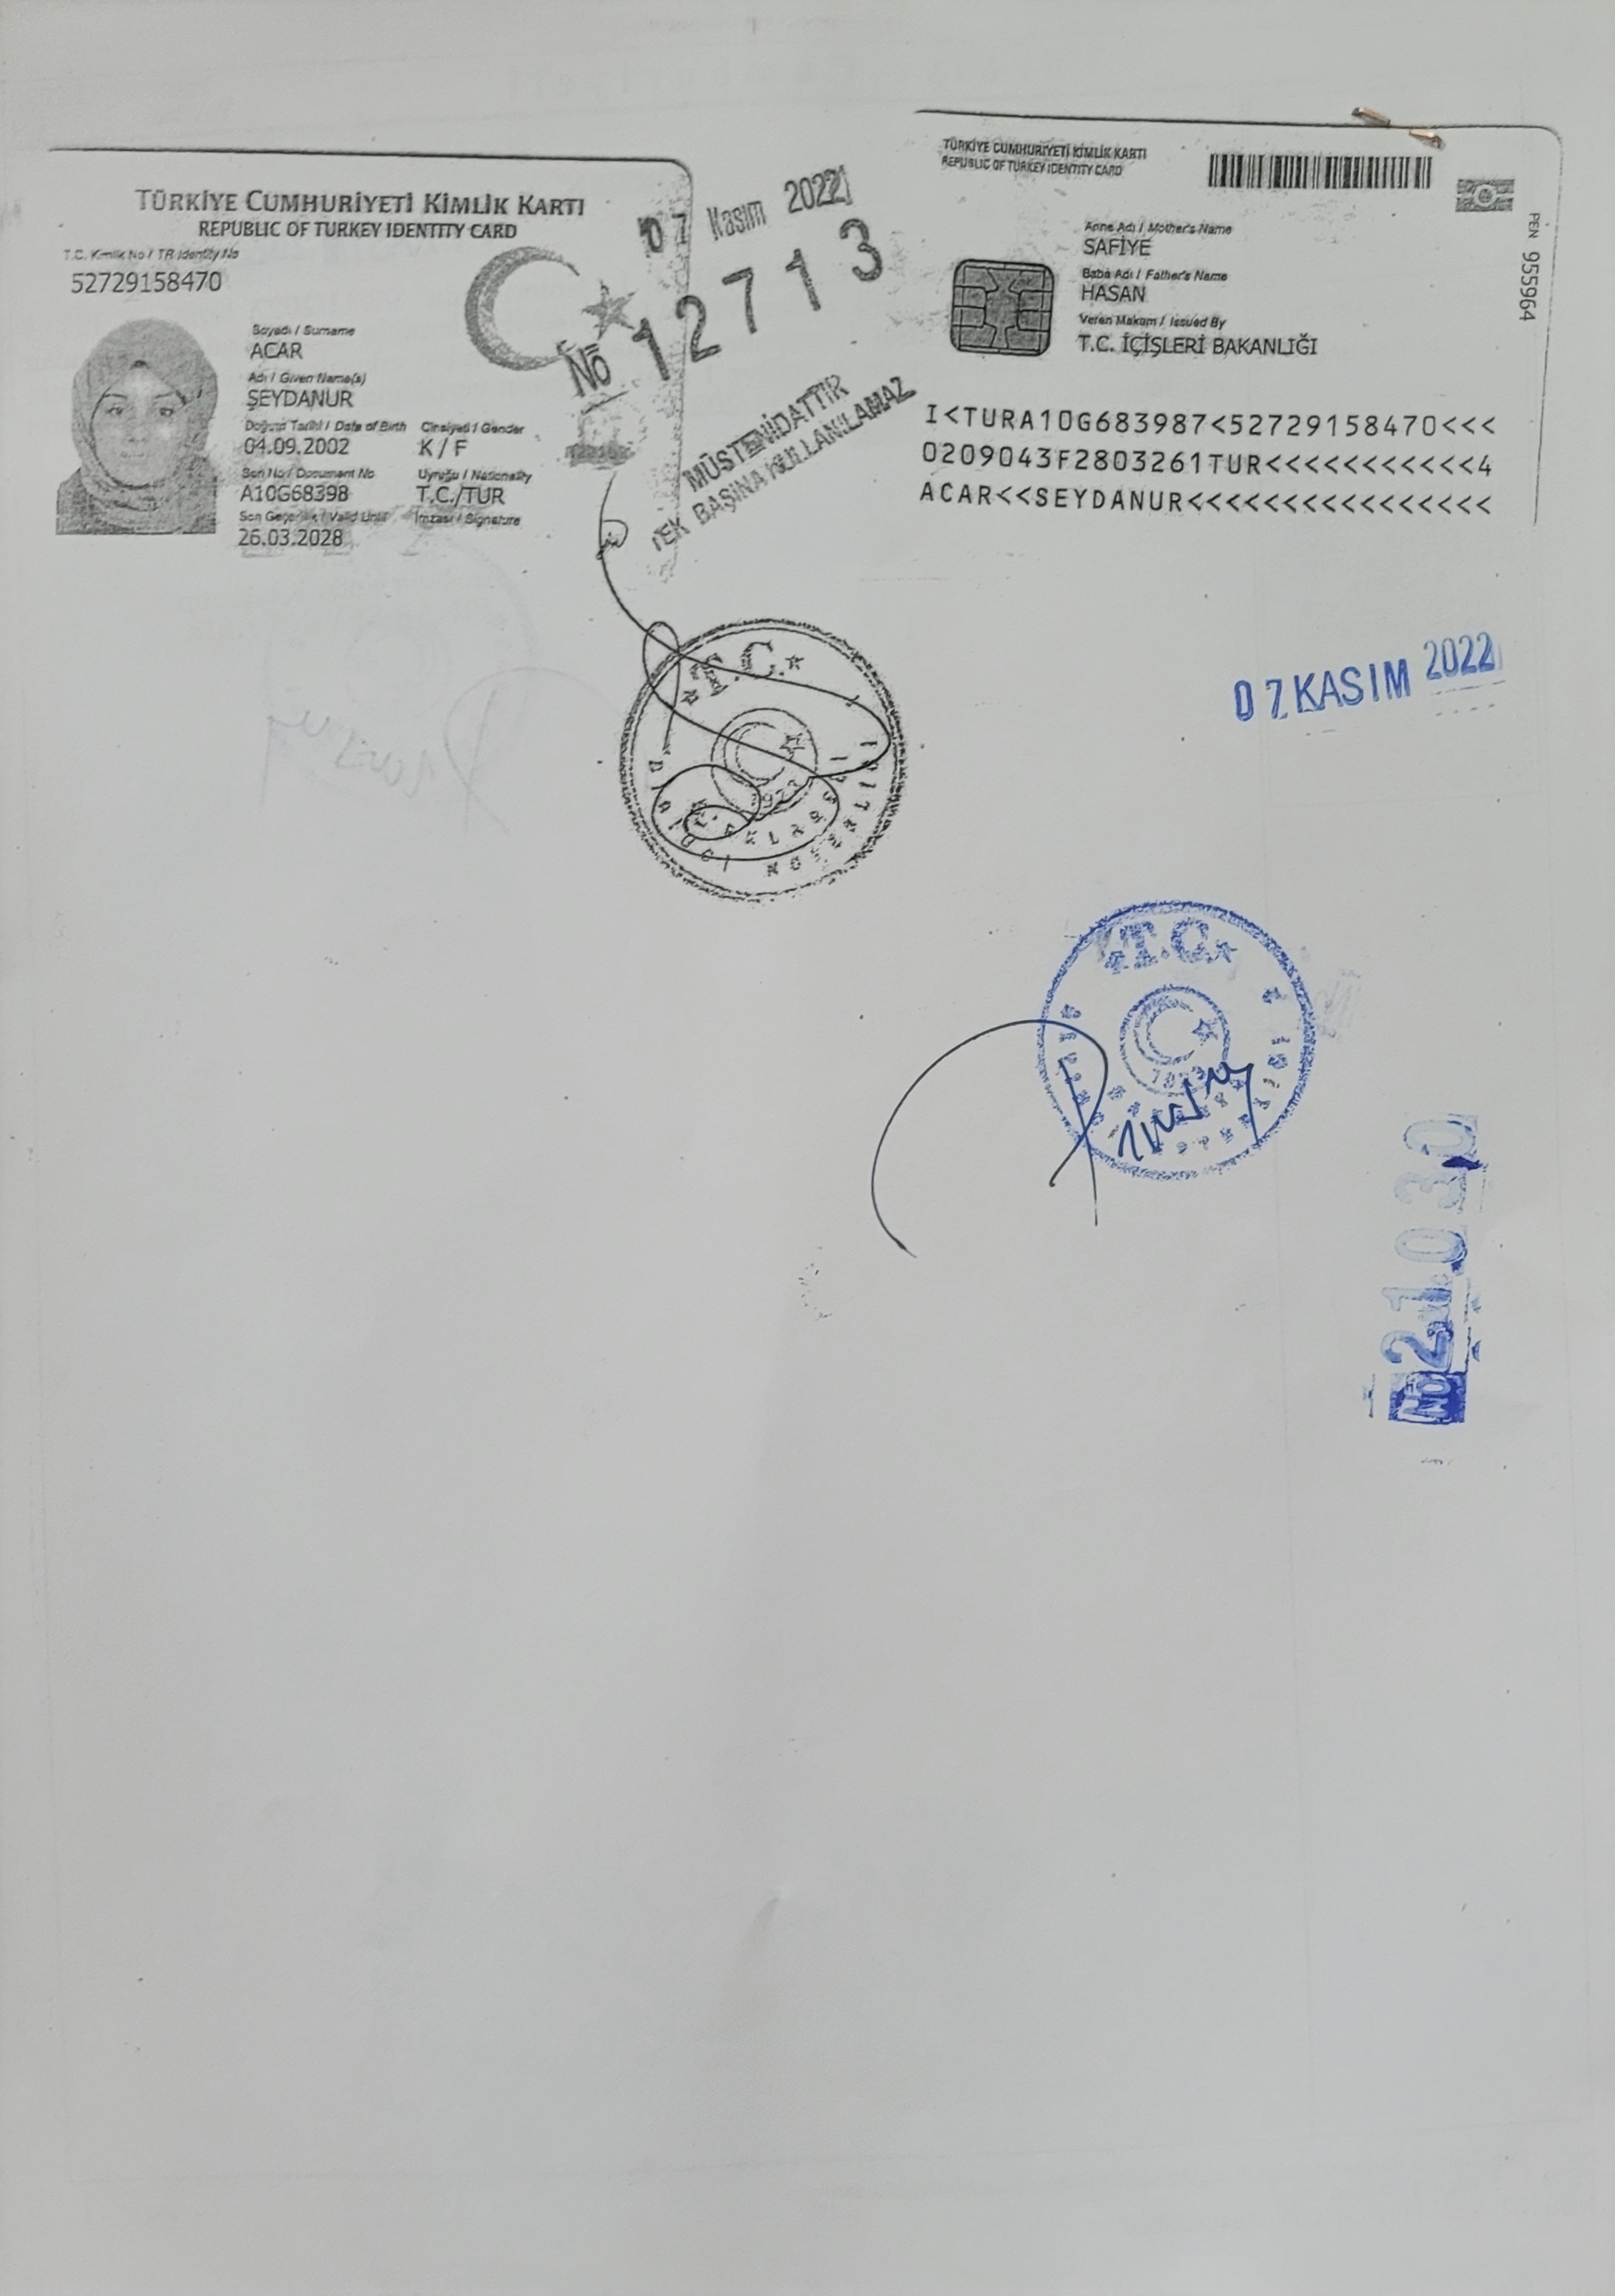 TÜRKİYE CUMHURİYETİ KİMLİK KARTI
REPUBLIC OF TURKEY IDENTITY CARD
T.C. Kimlik No / TR Identity No
52729158470
Soyadı / Surname
ACAR
Adı / Given Name(s)
ŞEYDANUR
Doğum Tarihi / Date of Birth Cinsiyeti / Gender
04.09.2002 K / F
Seri No / Document No Uyruğu / Nationality
A10G68398 T.C./TUR
Son Geçerlilik / Valid Until İmzası / Signature
26.03.2028
07 Kasım 2022
No 12713
MÜSTENİDATTIR
TEK BAŞINA KULLANILAMAZ
TÜRKİYE CUMHURİYETİ KİMLİK KARTI
REPUBLIC OF TURKEY IDENTITY CARD
Anne Adı / Mother's Name
SAFİYE
Baba Adı / Father's Name
HASAN
Veren Makam / Issued By
T.C. İÇİŞLERİ BAKANLIĞI
PEN 955964
I<TURA10G683987<52729158470<<<
0209043F2803261TUR<<<<<<<<<<<4
ACAR<<SEYDANUR<<<<<<<<<<<<<<<<
T.C.
07 KASIM 2022
T.C.
No 21030